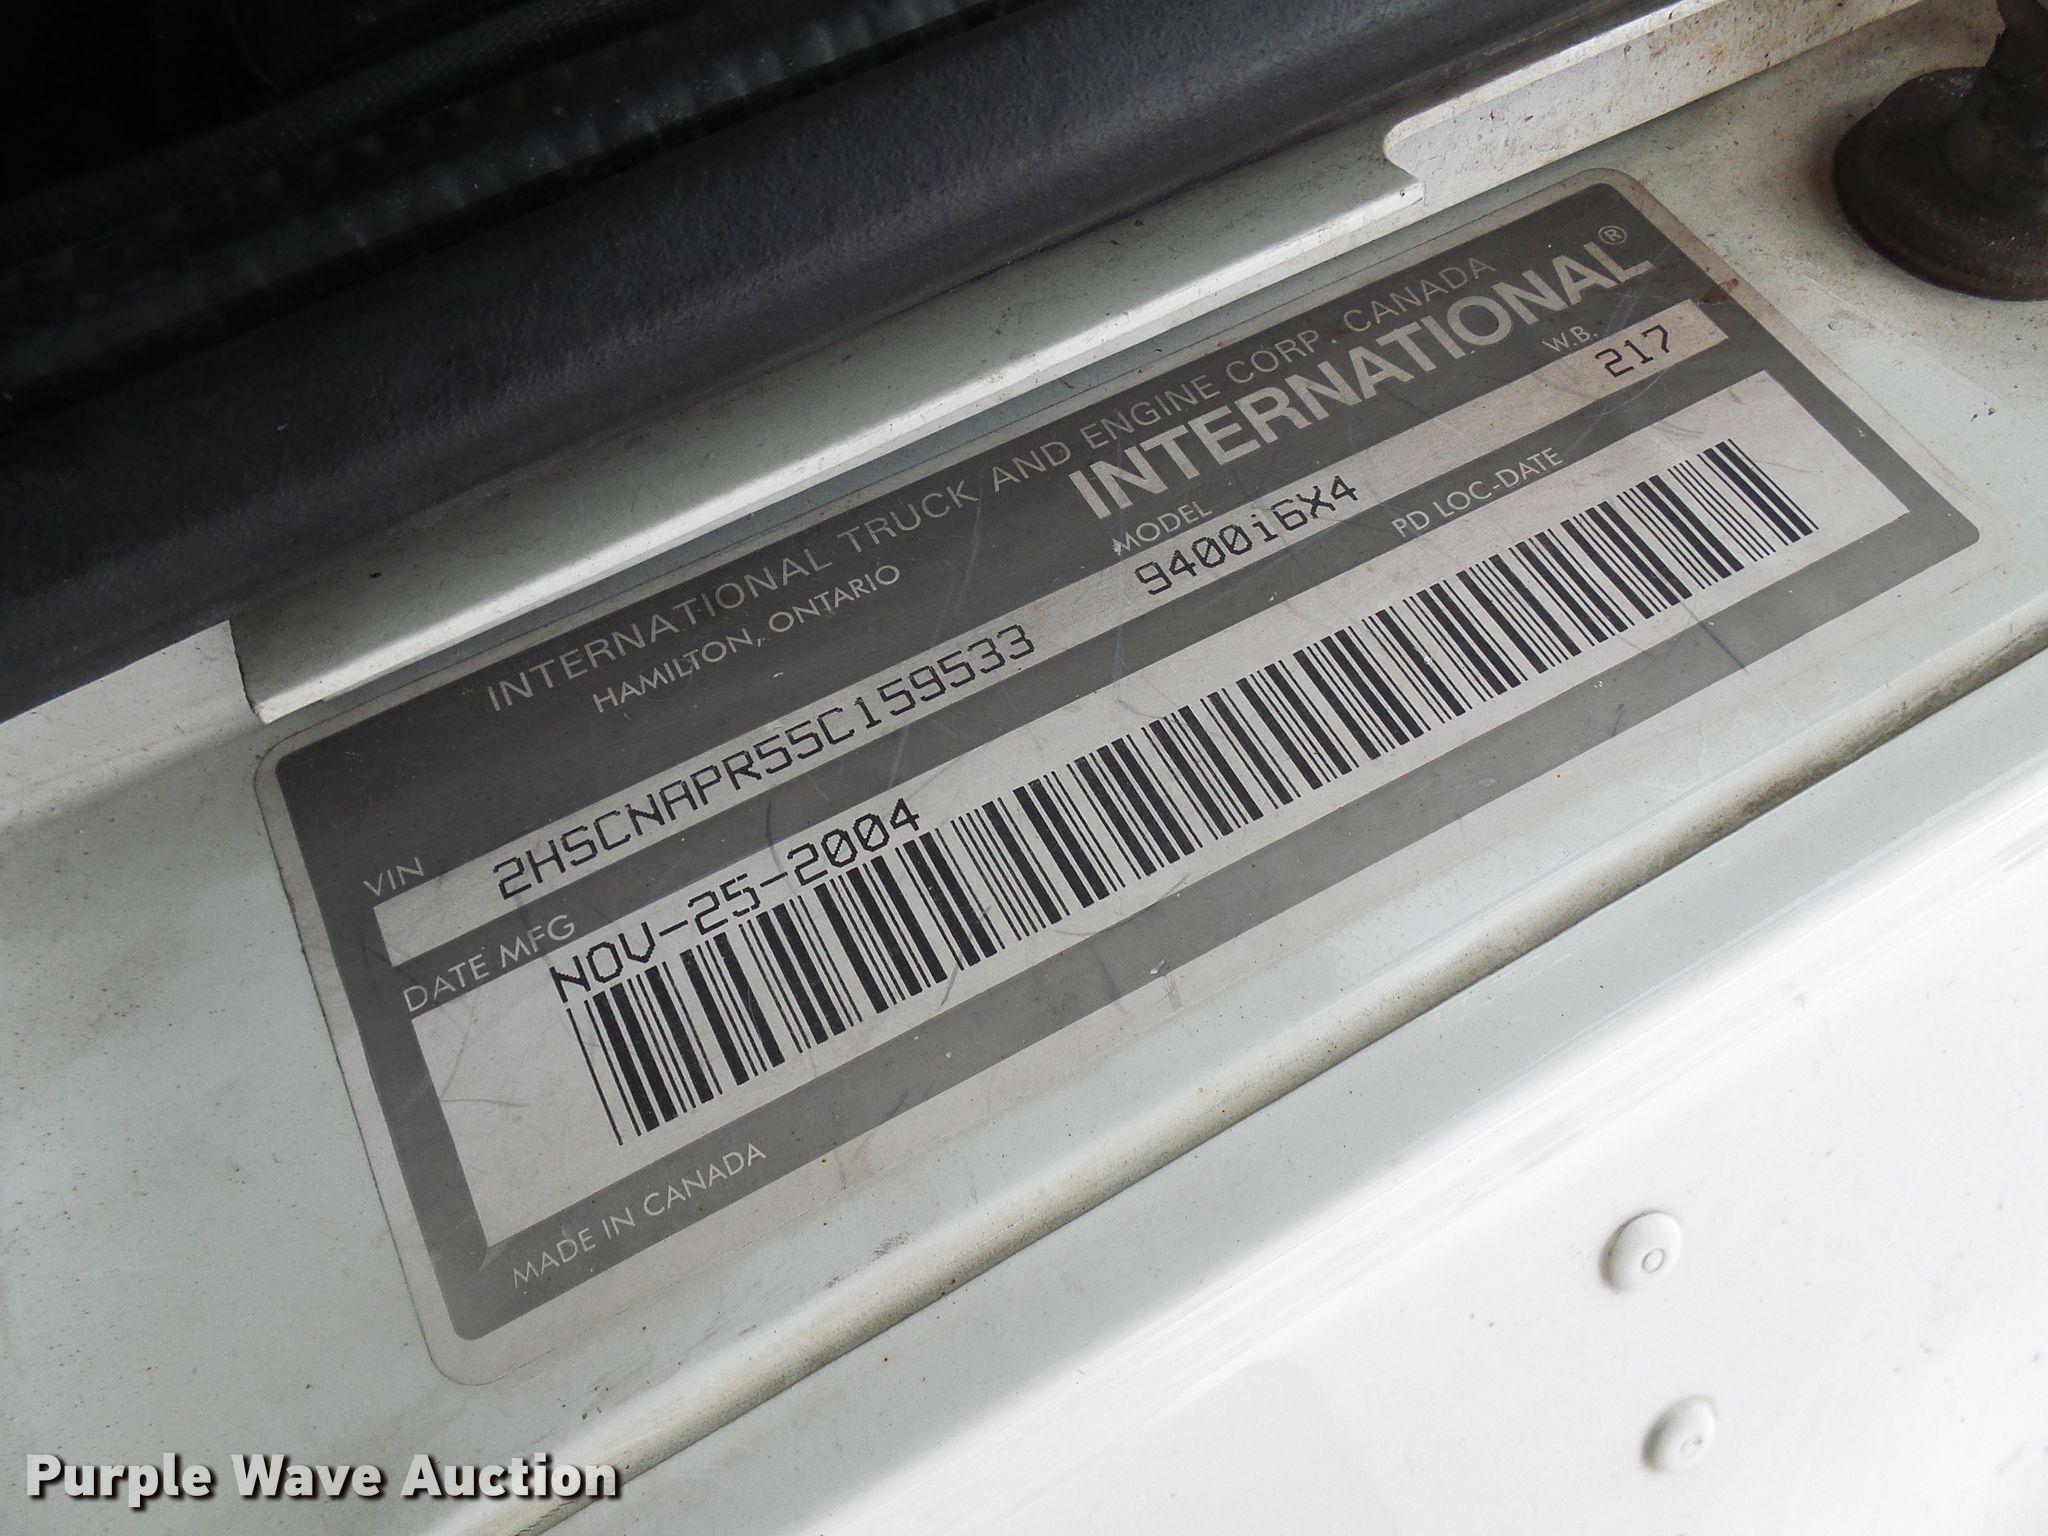 INTERNATIONAL TRUCK AND ENGINE CORP. CANADA
HAMILTON, ONTARIO
INTERNATIONAL®
VIN
MODEL
W.B.
2HSCNAPR55C159533
9400i6X4
217
DATE MFG
PD LOC-DATE
NOV-25-2004
MADE IN CANADA
Purple Wave Auction